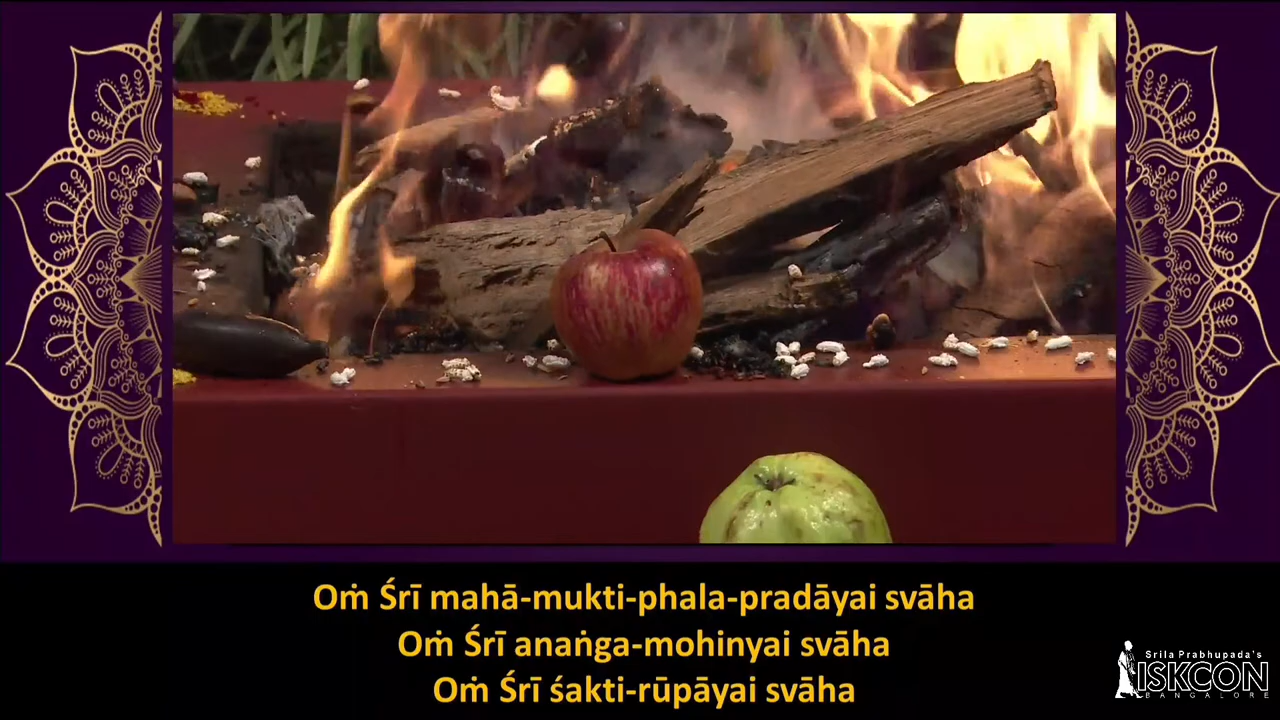 Oṁ Śrī mahā-mukti-phala-pradāyai svāha
Oṁ Śrī anaṅga-mohinyai svāha
Oṁ Śrī śakti-rūpāyai svāha
Srila Prabhupada's
ISKCON
BANGALORE